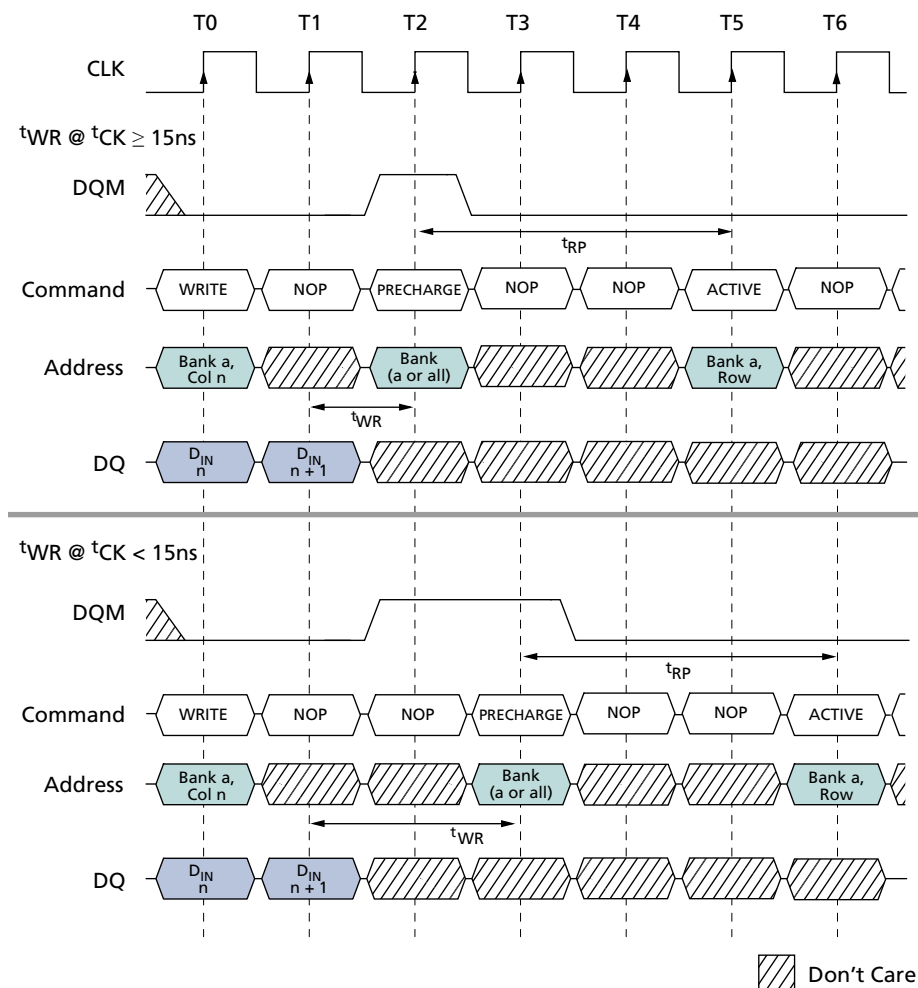 T0 T1 T2 T3 T4 T5 T6
CLK
tWR @ tCK ≥ 15ns
DQM
tRP
Command WRITE NOP PRECHARGE NOP NOP ACTIVE NOP
Address Bank a, Bank Bank a,
Col n (a or all) Row
tWR
DQ DIN DIN
n n + 1
tWR @ tCK < 15ns
DQM
tRP
Command WRITE NOP NOP PRECHARGE NOP NOP ACTIVE
Address Bank a, Bank Bank a,
Col n (a or all) Row
tWR
DQ DIN DIN
n n + 1
Don't Care